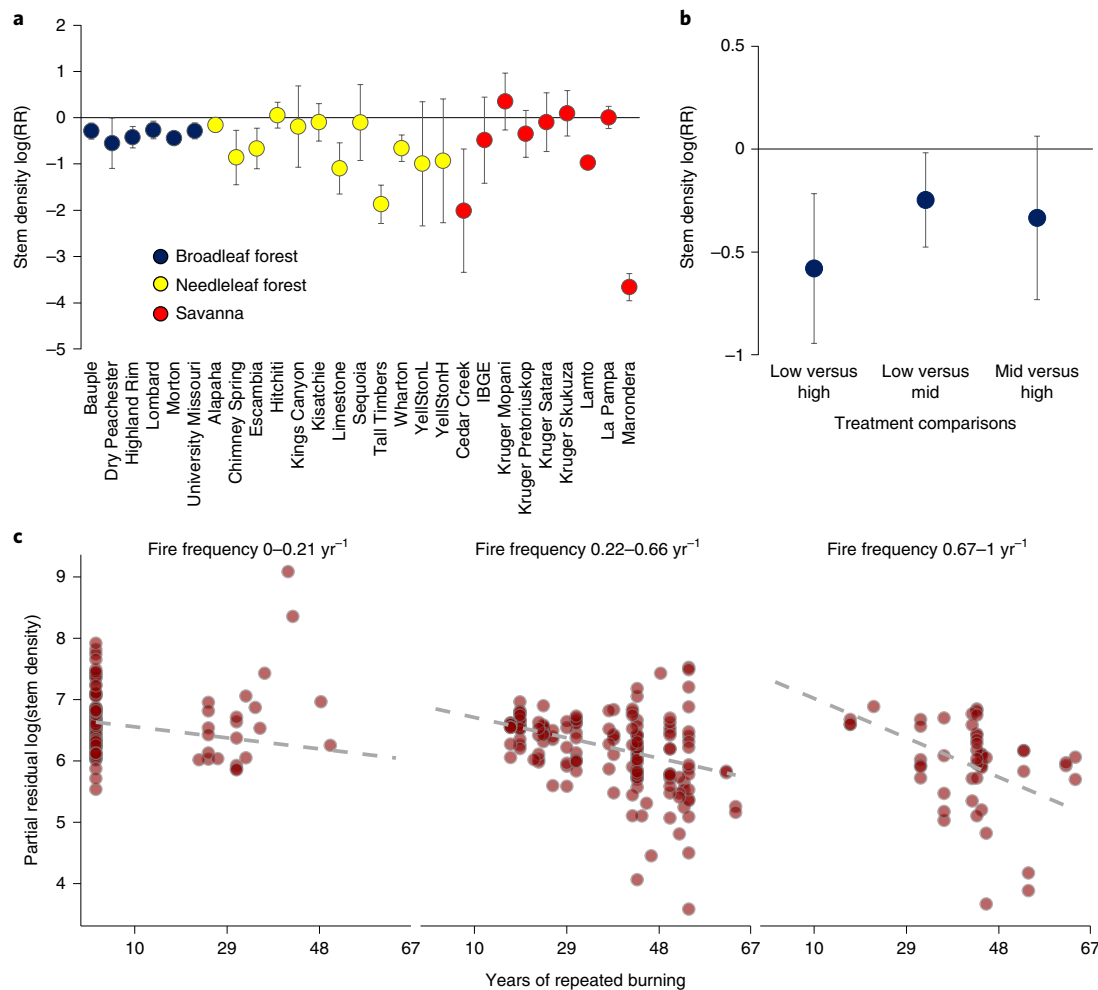 a
2
1
0
–1
–2
–3
–4
–5
Stem density log(RR)
Broadleaf forest
Needleleaf forest
Savanna
Bauple
Dry Peachester
Highland Rim
Lombard
Morton
University Missouri
Alapaha
Chimney Spring
Escambia
Hitchiti
Kings Canyon
Kisatchie
Limestone
Sequoia
Tall Timbers
Wharton
YellStonL
YellStonH
Cedar Creek
IBGE
Kruger Mopani
Kruger Pretoriuskop
Kruger Satara
Kruger Skukuza
Lamto
La Pampa
Marondera
b
0.5
0
–0.5
–1
Stem density log(RR)
Low versus
high
Low versus
mid
Mid versus
high
Treatment comparisons
c
Fire frequency 0–0.21 yr⁻¹
Fire frequency 0.22–0.66 yr⁻¹
Fire frequency 0.67–1 yr⁻¹
9
8
7
6
5
4
Partial residual log(stem density)
10 29 48 67
10 29 48 67
10 29 48 67
Years of repeated burning